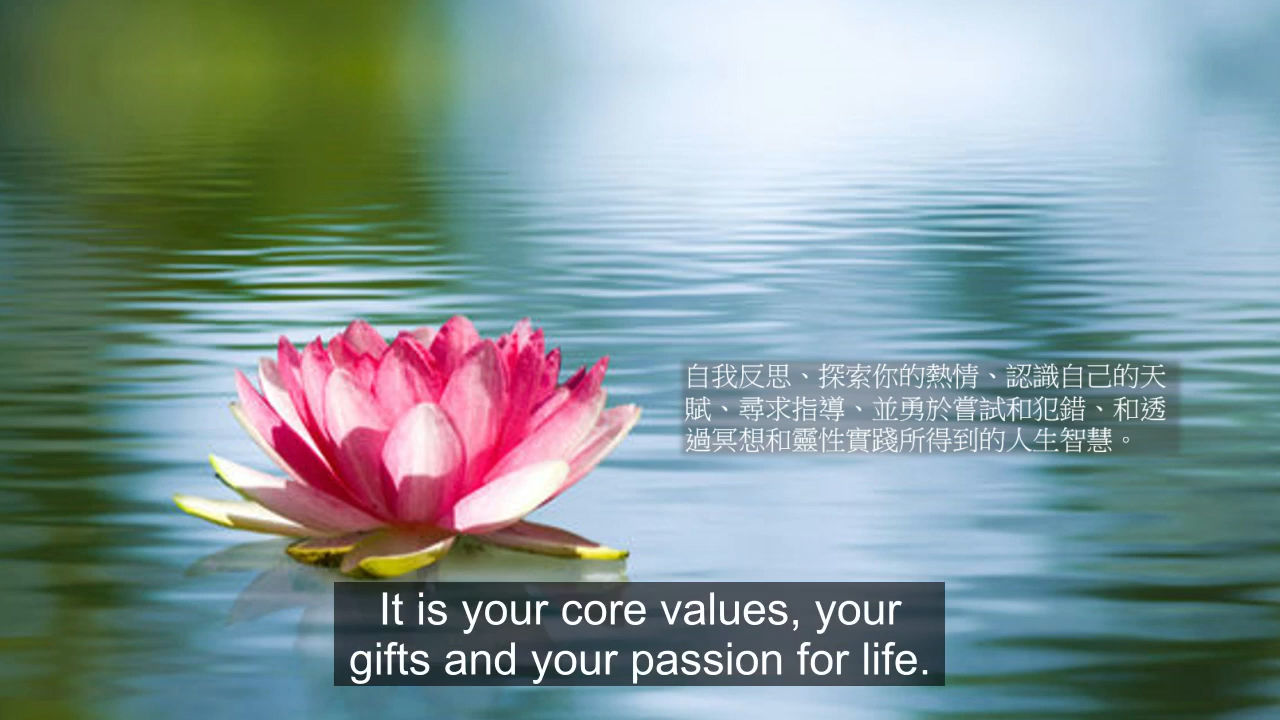 自我反思、探索你的熱情、認識自己的天
賦、尋求指導、並勇於嘗試和犯錯、和透
過冥想和靈性實踐所得到的人生智慧。
It is your core values, your
gifts and your passion for life.